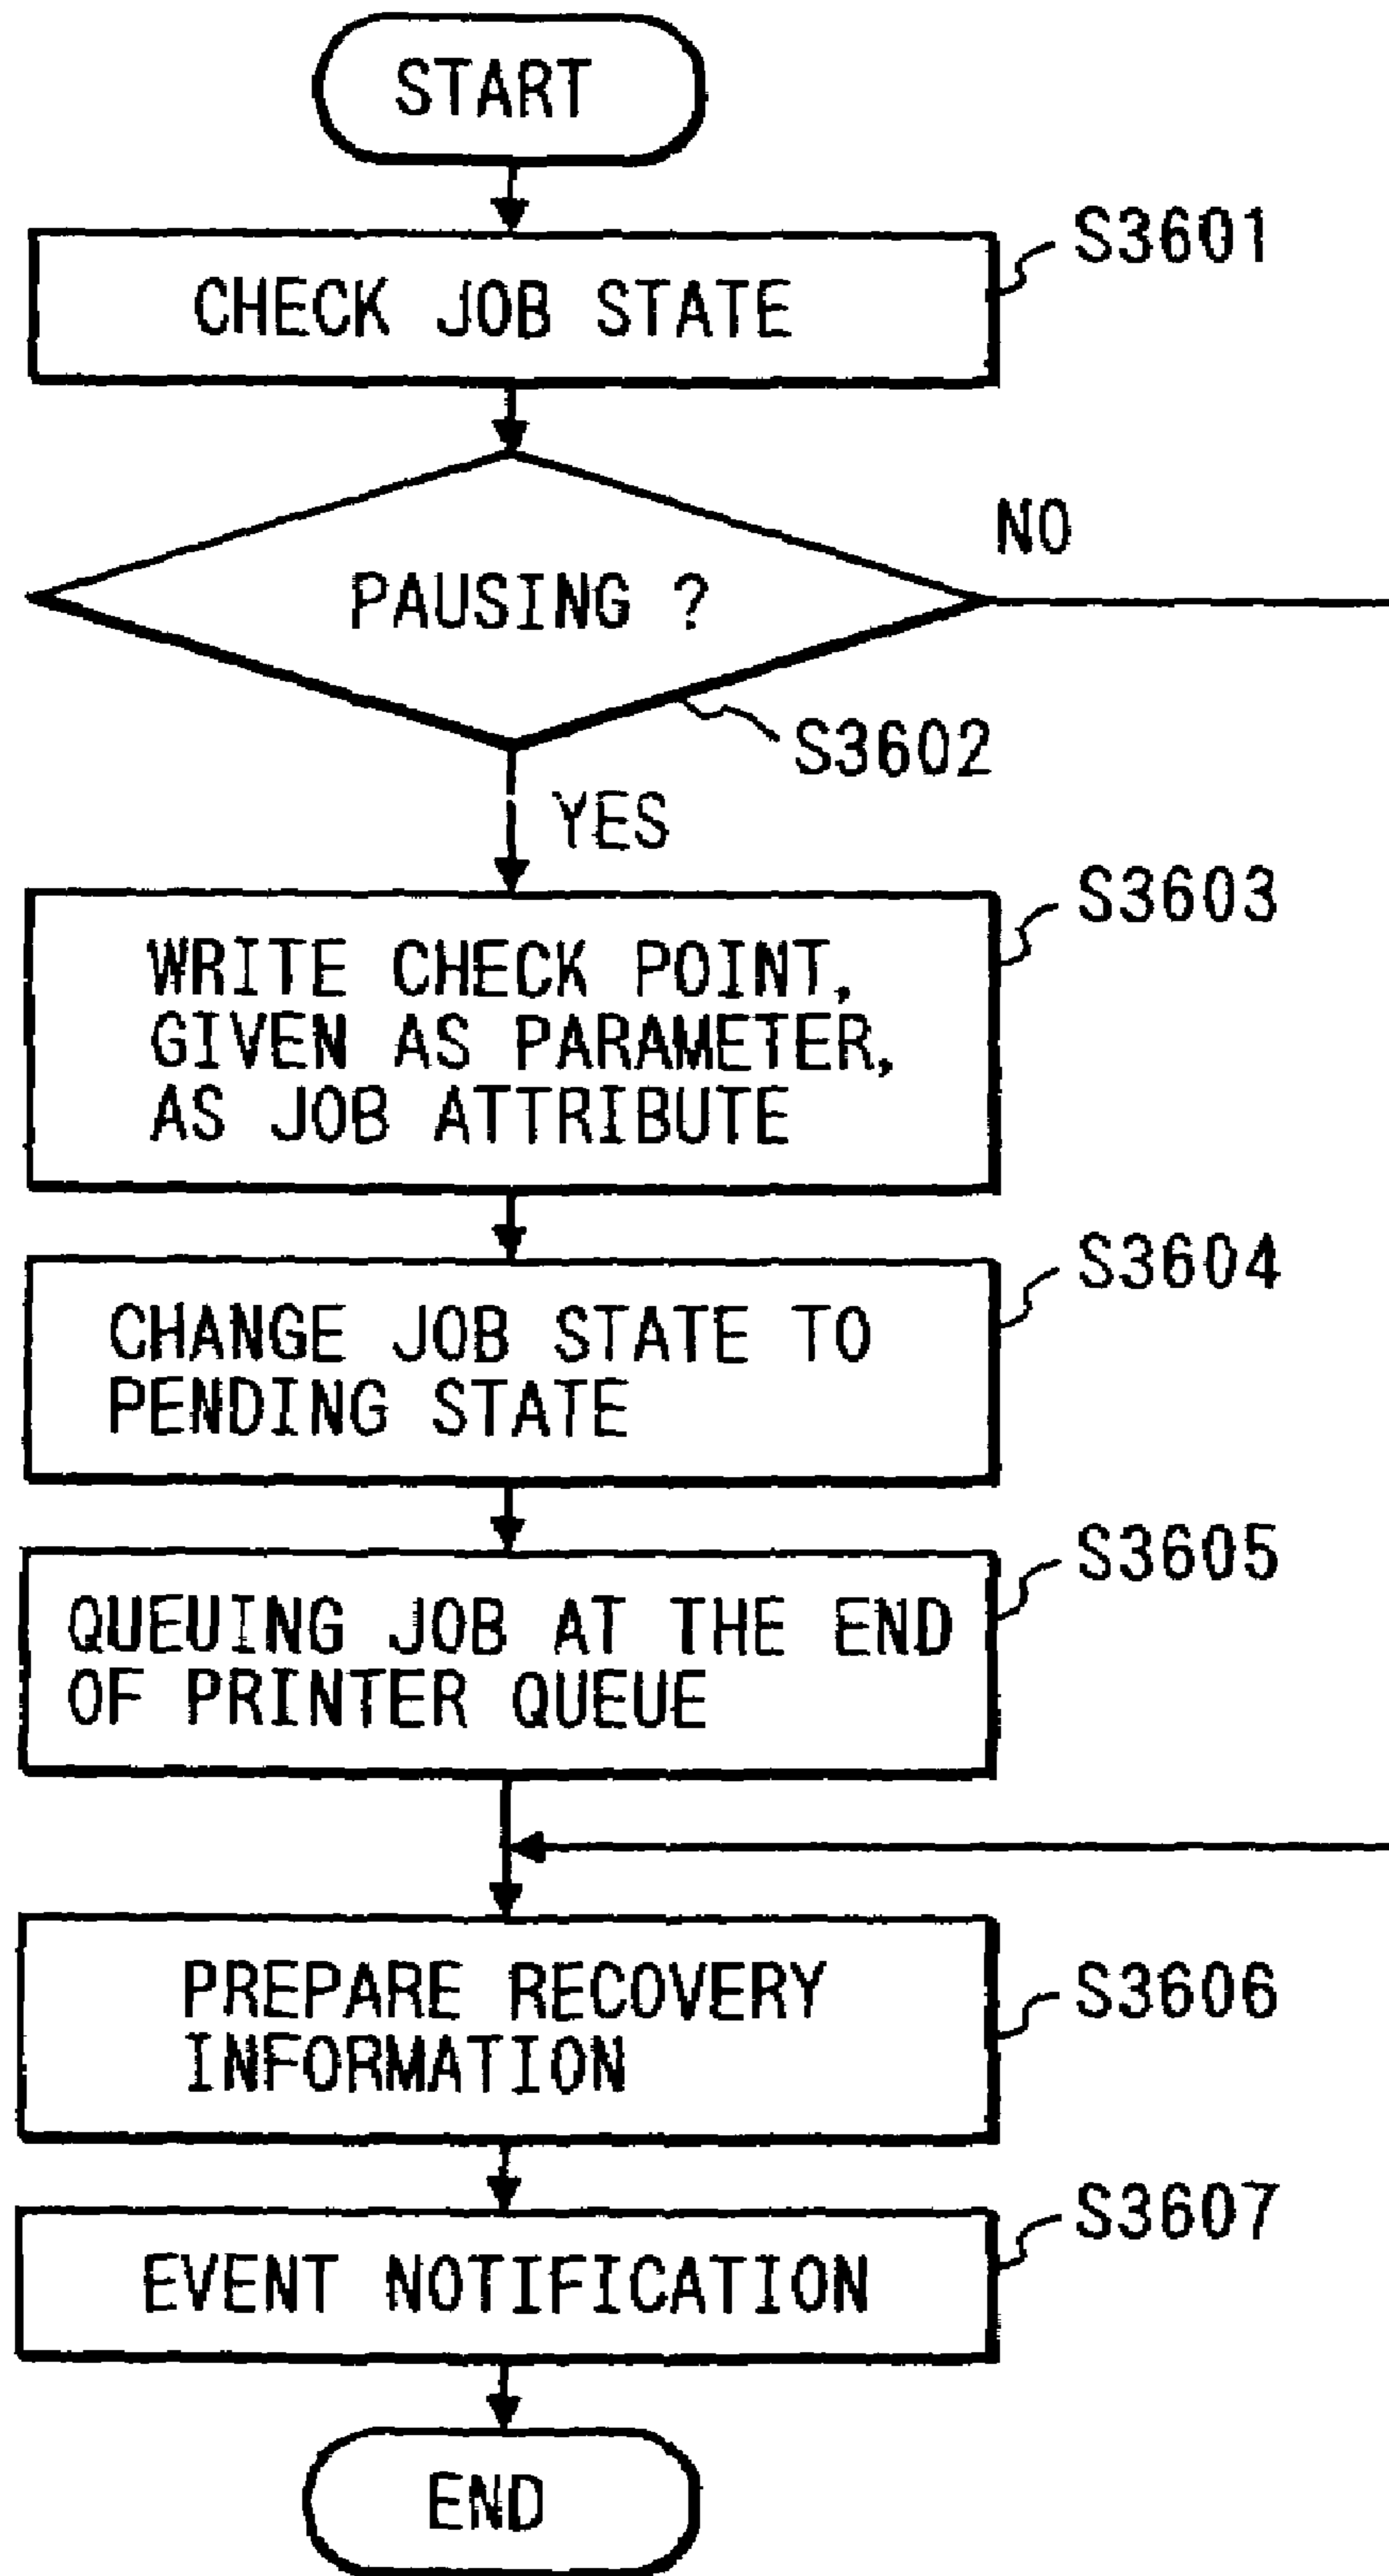 START
S3601
CHECK JOB STATE
NO
PAUSING ?
S3602
YES
S3603
WRITE CHECK POINT,
GIVEN AS PARAMETER,
AS JOB ATTRIBUTE
S3604
CHANGE JOB STATE TO
PENDING STATE
S3605
QUEUING JOB AT THE END
OF PRINTER QUEUE
PREPARE RECOVERY
INFORMATION
S3606
S3607
EVENT NOTIFICATION
END